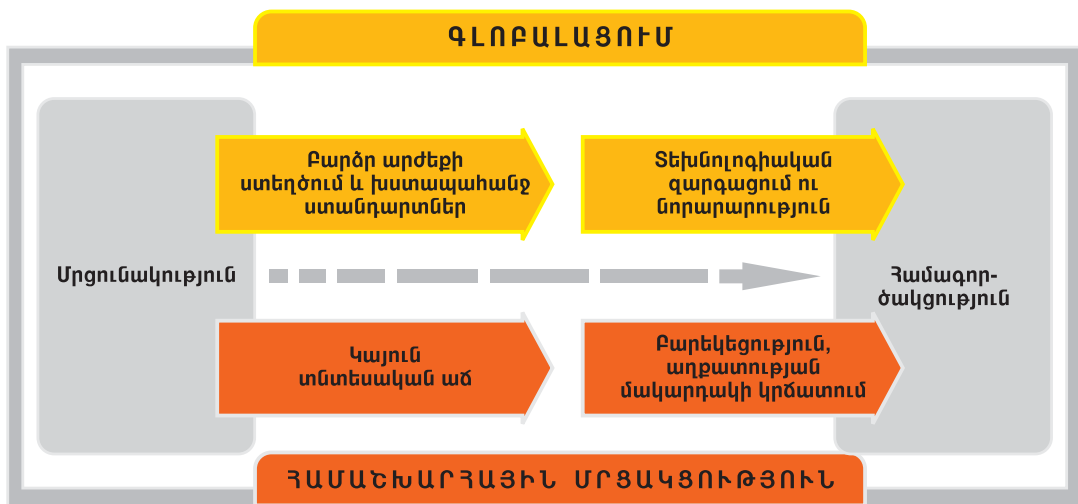 ԳԼՈԲԱԼԱՑՈՒՄ
Բարձր արժեքի
ստեղծում և խստապահանջ
ստանդարտներ
Տեխնոլոգիական
զարգացում ու
նորարարություն
Մրցունակություն
Համագոր-
ծակցություն
Կայուն
տնտեսական աճ
Բարեկեցություն,
աղքատության
մակարդակի կրճատում
ՀԱՄԱՇԽԱՐՀԱՅԻՆ ՄՐՑԱԿՑՈՒԹՅՈՒՆ